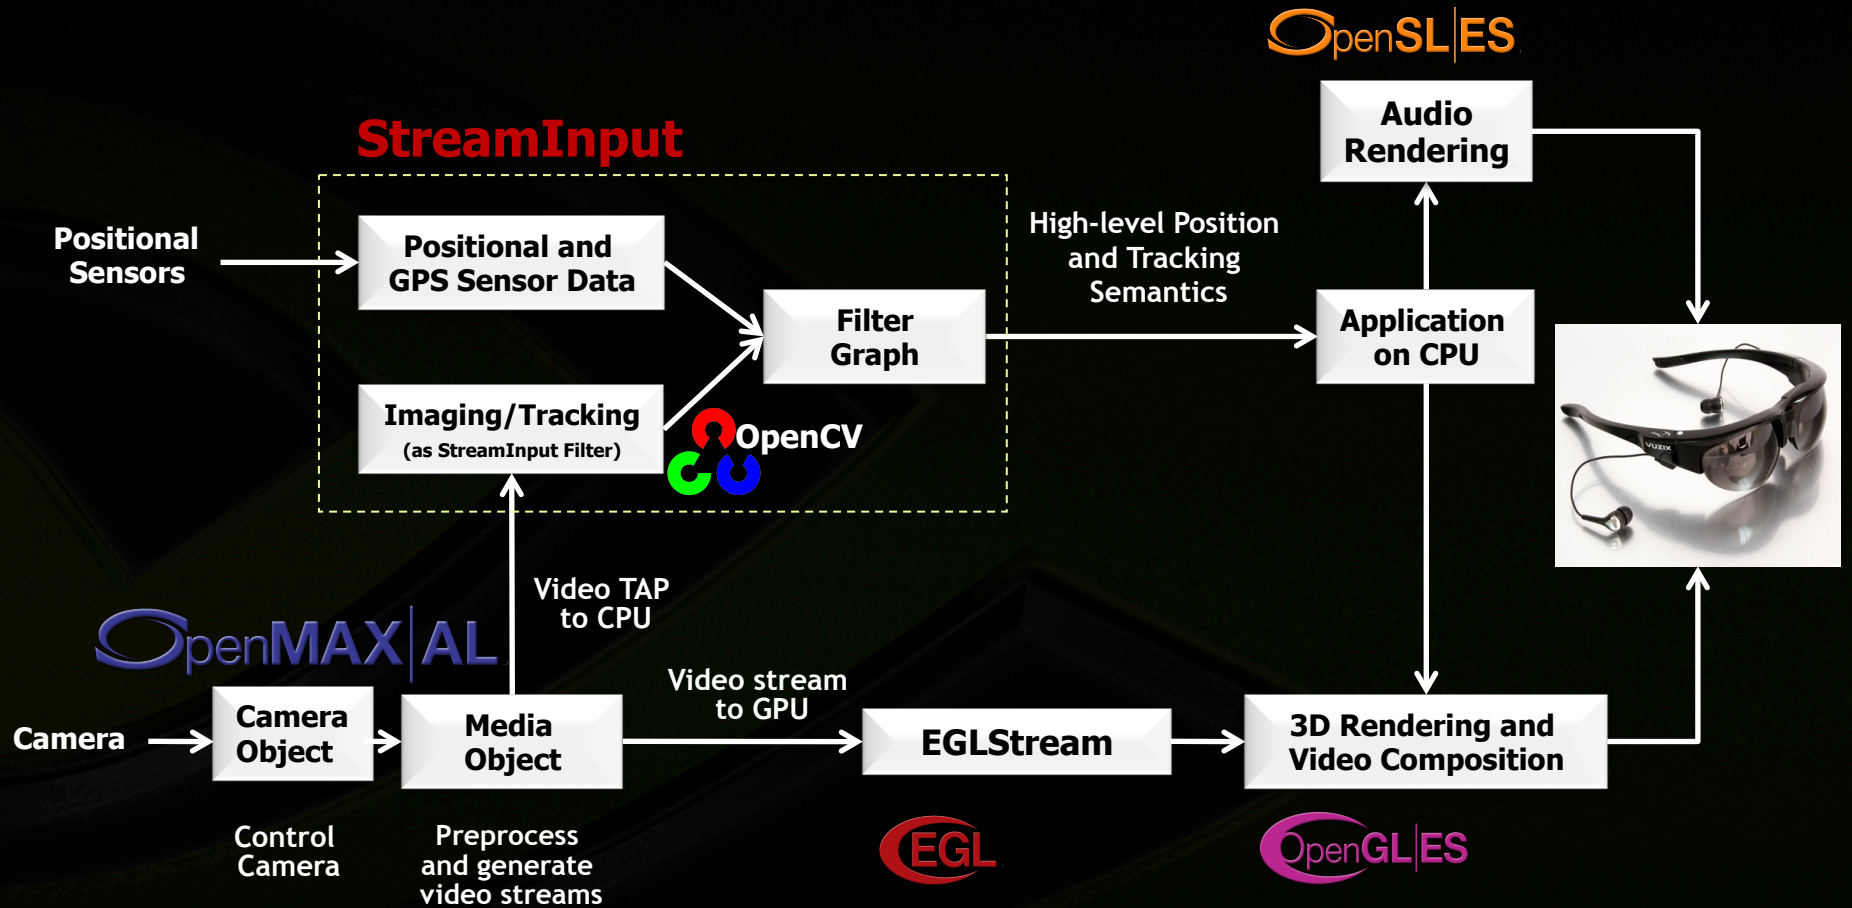 OpenSL|ES
Audio
Rendering
StreamInput
Positional
Sensors
Positional and
GPS Sensor Data
High-level Position
and Tracking
Semantics
Filter
Graph
Application
on CPU
Imaging/Tracking
(as StreamInput Filter)
OpenCV
VUZIX
Video TAP
to CPU
OpenMAX|AL
Video stream
to GPU
Camera
Camera
Object
Media
Object
EGLStream
3D Rendering and
Video Composition
Control
Camera
Preprocess
and generate
video streams
EGL
OpenGL|ES